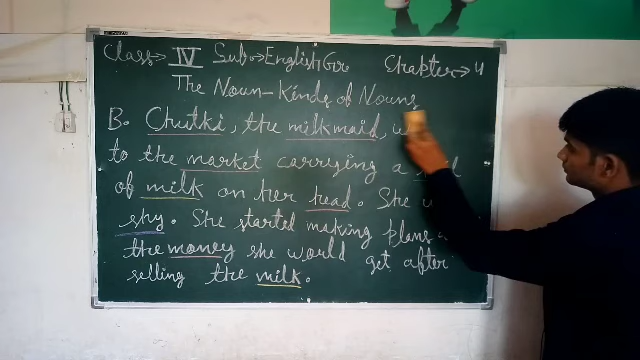 Class→ IV Sub→English Gr Chapter→4
The Noun-Kinds of Nouns
B. Chutki, the milkmaid,
to the market carrying a
of milk on her head. She
shy. She started making plans
the money she would get after
selling the milk.